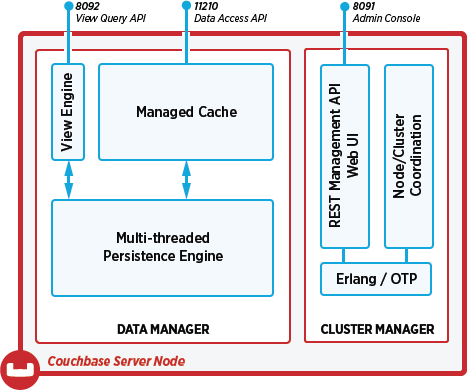 8092
View Query API
11210
Data Access API
8091
Admin Console
View Engine
Managed Cache
Multi-threaded
Persistence Engine
DATA MANAGER
REST Management API
Web UI
Node/Cluster
Coordination
Erlang / OTP
CLUSTER MANAGER
Couchbase Server Node